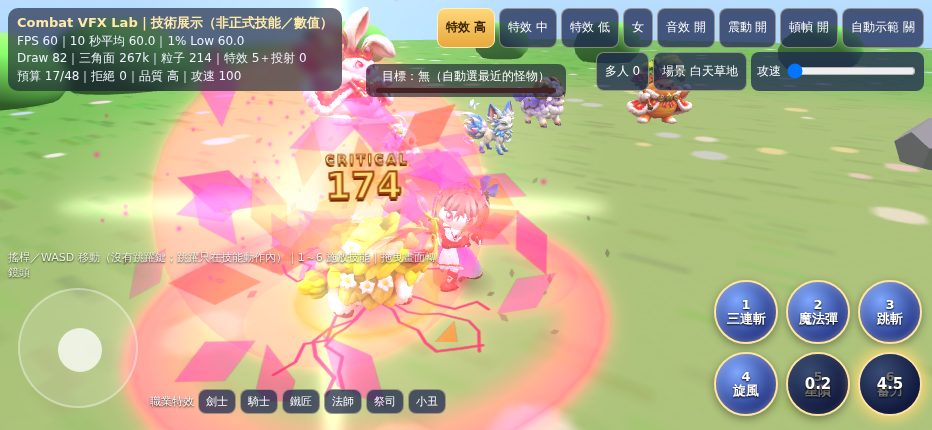 Combat VFX Lab｜技術展示（非正式技能／數值）
FPS 60｜10 秒平均 60.0｜1% Low 60.0
Draw 82｜三角面 267k｜粒子 214｜特效 5＋投射 0
預算 17/48｜拒絕 0｜品質 高｜攻速 100
特效 高
特效 中
特效 低
女
音效 開
震動 開
頓幀 開
自動示範 關
目標：無（自動選最近的怪物）
多人 0
場景 白天草地
攻速
CRITICAL
174
搖桿／WASD 移動（沒有跳躍鍵；跳躍只在技能動作內）｜1～6 施放技能｜拖曳畫面轉
鏡頭
1
三連斬
2
魔法彈
3
跳斬
4
旋風
0.2
4.5
職業特效
劍士
騎士
鐵匠
法師
祭司
小丑